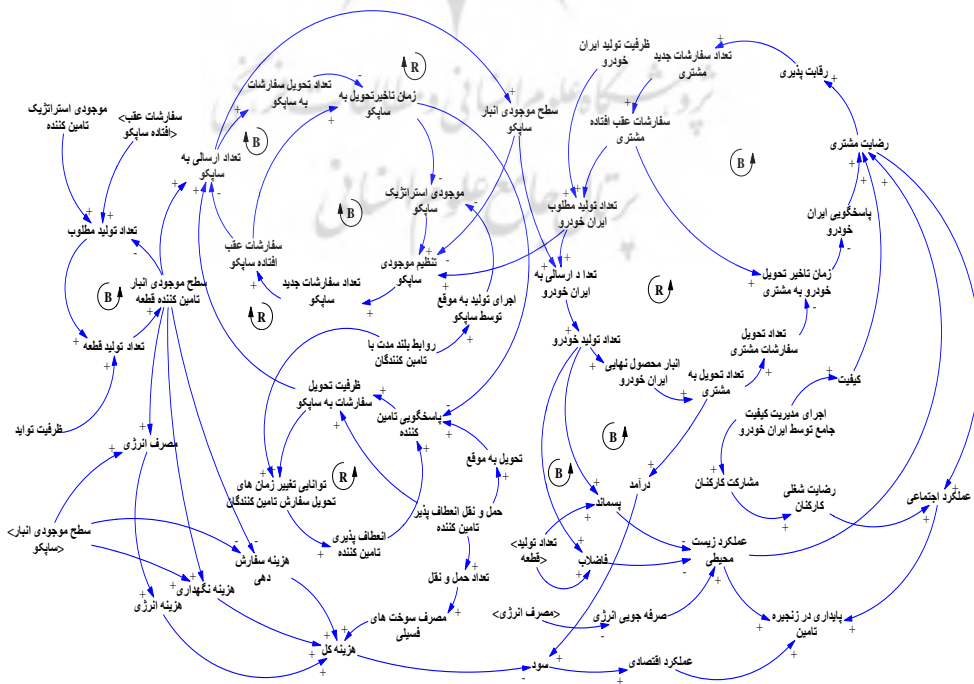 ظرفیت تولید ایران
خودرو
تعداد سفارشات جدید
مشتری
رقابت پذیری
تعداد تحویل سفارشات
به ساپکو
زمان تاخیرتحویل به
ساپکو
R
موجودی استراتژیک
تامین کننده
<سفارشات عقب
افتاده ساپکو>
سطح موجودی انبار
ساپکو
سفارشات عقب افتاده
مشتری
رضایت مشتری
تعداد ارسالی به
ساپکو
B
B
موجودی استراتژیک
ساپکو
تعداد تولید مطلوب
ایران خودرو
پاسخگویی ایران
خودرو
B
تعداد تولید مطلوب
سفارشات عقب
افتاده ساپکو
تنظیم موجودی
ساپکو
تعدا د ارسالی به
ایران خودرو
زمان تاخیر تحویل
خودرو به مشتری
سطح موجودی انبار
تامین کننده قطعه
B
R
تعداد سفارشات جدید
ساپکو
اجرای تولید به موقع
توسط ساپکو
R
تعداد تولید قطعه
روابط بلند مدت با
تامین کنندگان
تعداد تولید خودرو
تعداد تحویل
سفارشات مشتری
انبار محصول نهایی
ایران خودرو
تعداد تحویل به
مشتری
کیفیت
ظرفیت تحویل
سفارشات به ساپکو
پاسخگویی تامین
کننده
اجرای مدیریت کیفیت
جامع توسط ایران خودرو
ظرفیت تواید
مصرف انرژی
B
تحویل به موقع
B
توانایی تغییر زمان های
تحویل سفارش تامین کنندگان
R
درآمد
مشارکت کارکنان
رضایت شغلی
کارکنان
عملکرد اجتماعی
پسماند
حمل و نقل انعطاف پذیر
تامین کننده
<سطح موجودی انبار
ساپکو>
انعطاف پذیری
تامین کننده
<تعداد تولید
قطعه>
فاضلاب
عملکرد زیست
محیطی
هزینه سفارش
دهی
تعداد حمل و نقل
هزینه نگهداری
هزینه انرژی
مصرف سوخت های
فسیلی
<مصرف انرژی>
صرفه جویی انرژی
پایداری در زنجیره
تامین
هزینه کل
سود
عملکرد اقتصادی